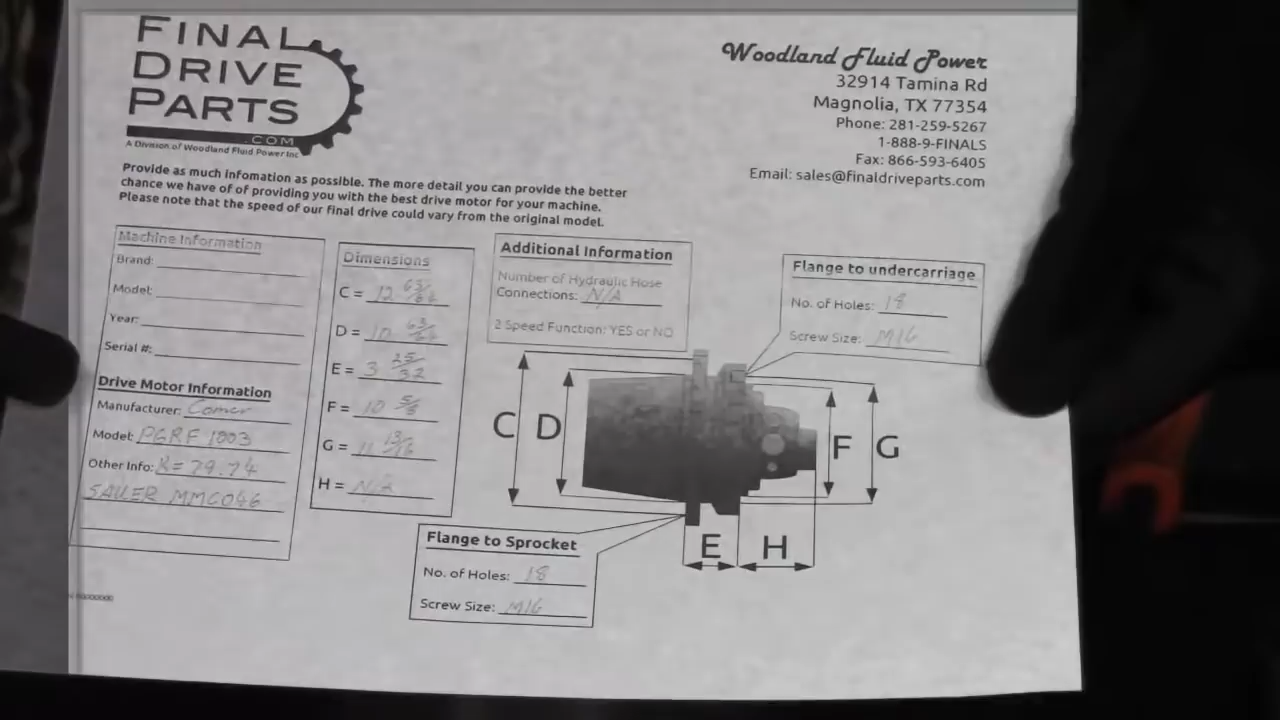 FINAL
DRIVE
PARTS
.COM
A Division of Woodland Fluid Power Inc
Woodland Fluid Power
32914 Tamina Rd
Magnolia, TX 77354
Phone: 281-259-5267
1-888-9-FINALS
Fax: 866-593-6405
Email: sales@finaldriveparts.com
Provide as much infomation as possible. The more detail you can provide the better
chance we have of of providing you with the best drive motor for your machine.
Please note that the speed of our final drive could vary from the original model.
Machine Information
Brand:
Model:
Year:
Serial #:
Drive Motor Information
Manufacturer: Comer
Model: PGRF 1003
Other Info: R=79.74
SAUER MMC046
Dimensions
C = 12 63/64
D = 10 63/64
E = 3 25/32
F = 10 5/8
G = 11 13/16
H = N/A
Additional Information
Number of Hydraulic Hose
Connections: N/A
2 Speed Function: YES or NO
Flange to undercarriage
No. of Holes: 18
Screw Size: M16
C D F G
E H
Flange to Sprocket
No. of Holes: 18
Screw Size: M16